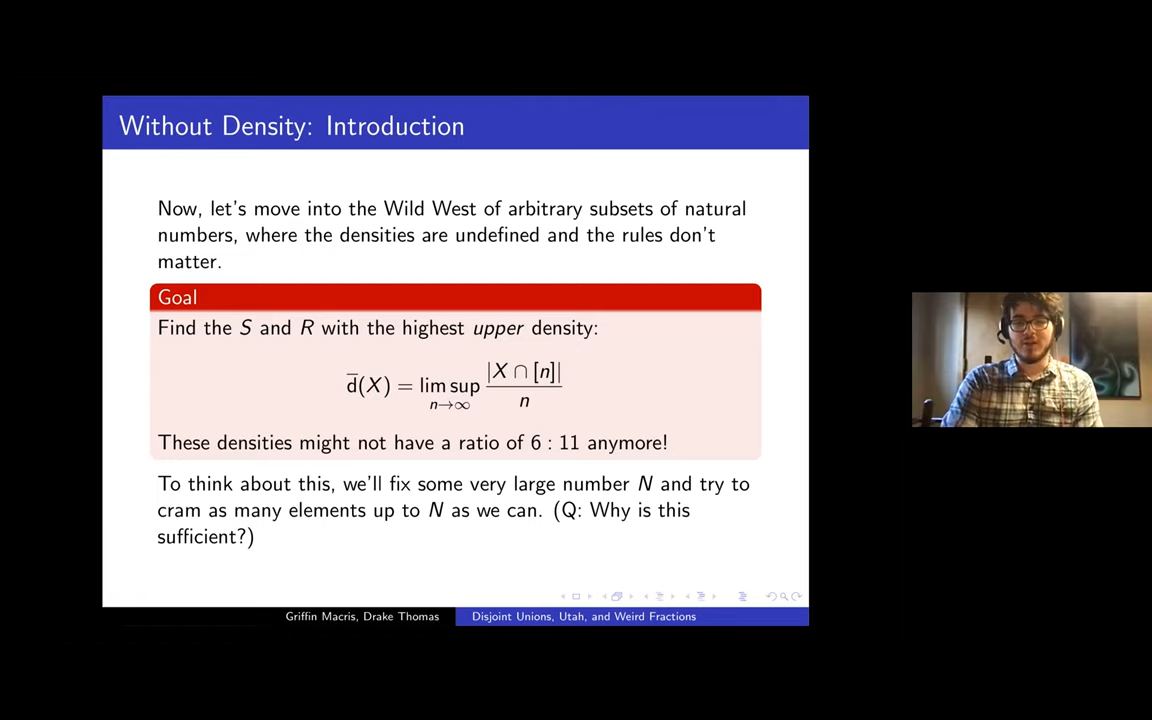 Without Density: Introduction
Now, let's move into the Wild West of arbitrary subsets of natural
numbers, where the densities are undefined and the rules don't
matter.
Goal
Find the S and R with the highest upper density:
d̅(X) = lim sup_{n→∞} |X ∩ [n]| / n
These densities might not have a ratio of 6 : 11 anymore!
To think about this, we'll fix some very large number N and try to
cram as many elements up to N as we can. (Q: Why is this
sufficient?)
Griffin Macris, Drake Thomas
Disjoint Unions, Utah, and Weird Fractions